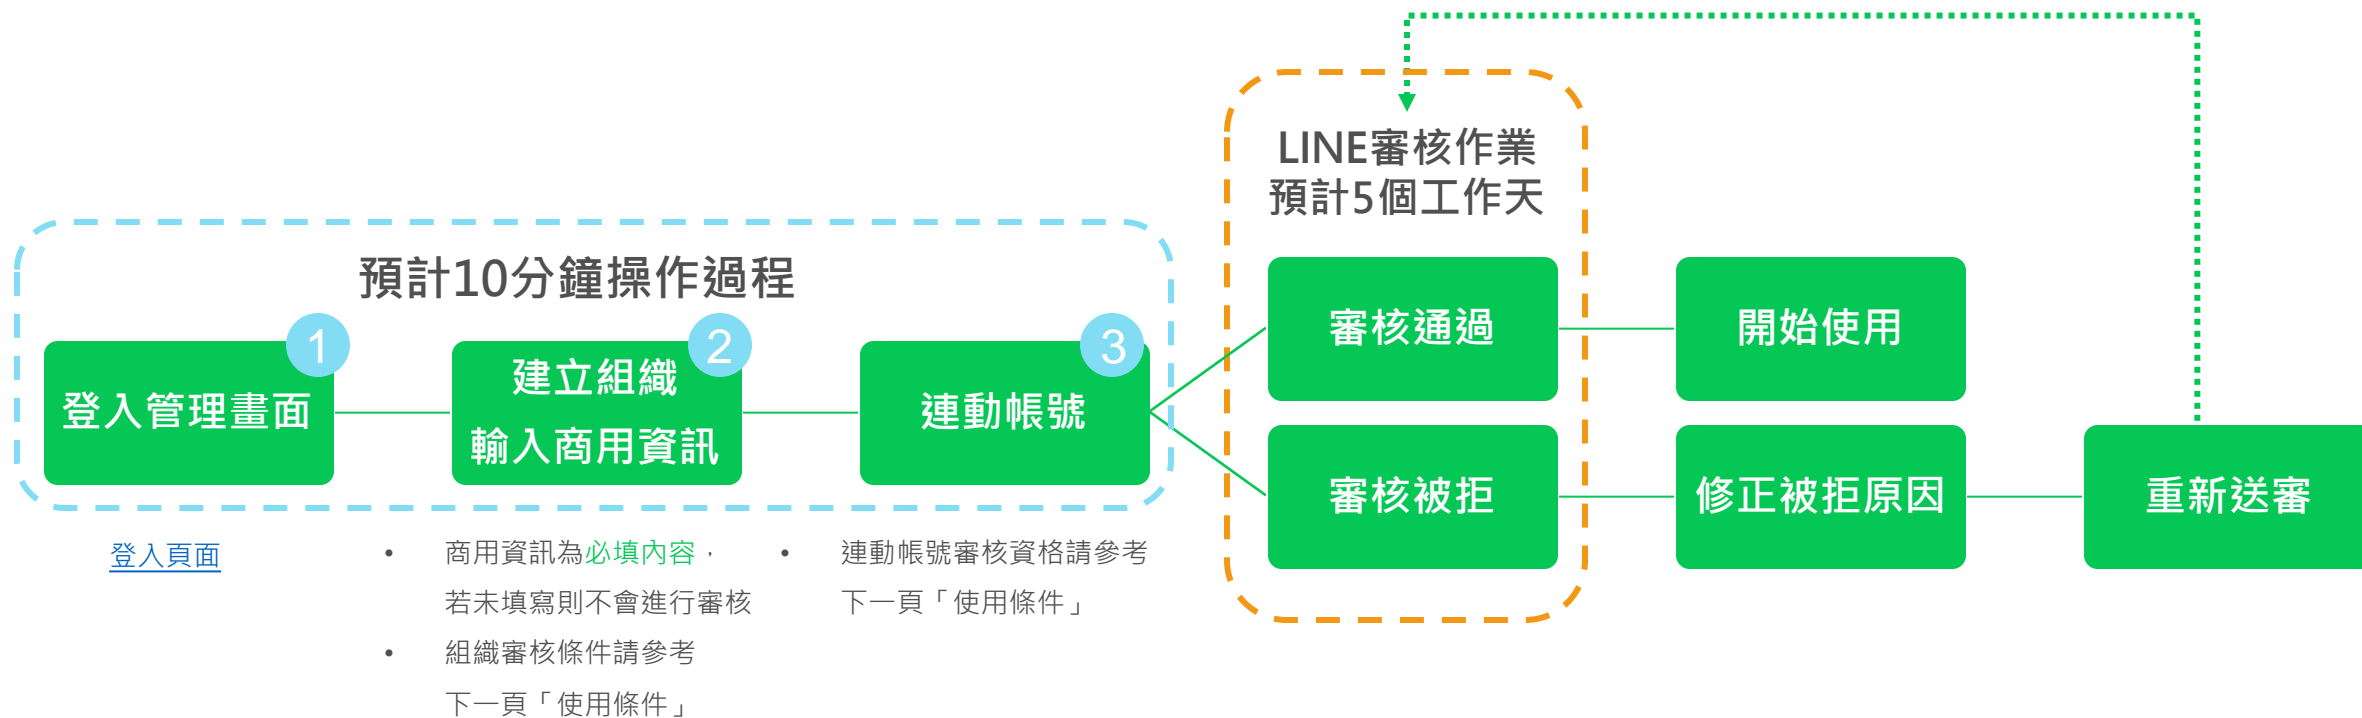 LINE審核作業
預計5個工作天
預計10分鐘操作過程
1
登入管理畫面
2
建立組織
輸入商用資訊
3
連動帳號
審核通過
開始使用
審核被拒
修正被拒原因
重新送審
登入頁面
• 商用資訊為必填內容，
若未填寫則不會進行審核
• 組織審核條件請參考
下一頁「使用條件」
• 連動帳號審核資格請參考
下一頁「使用條件」